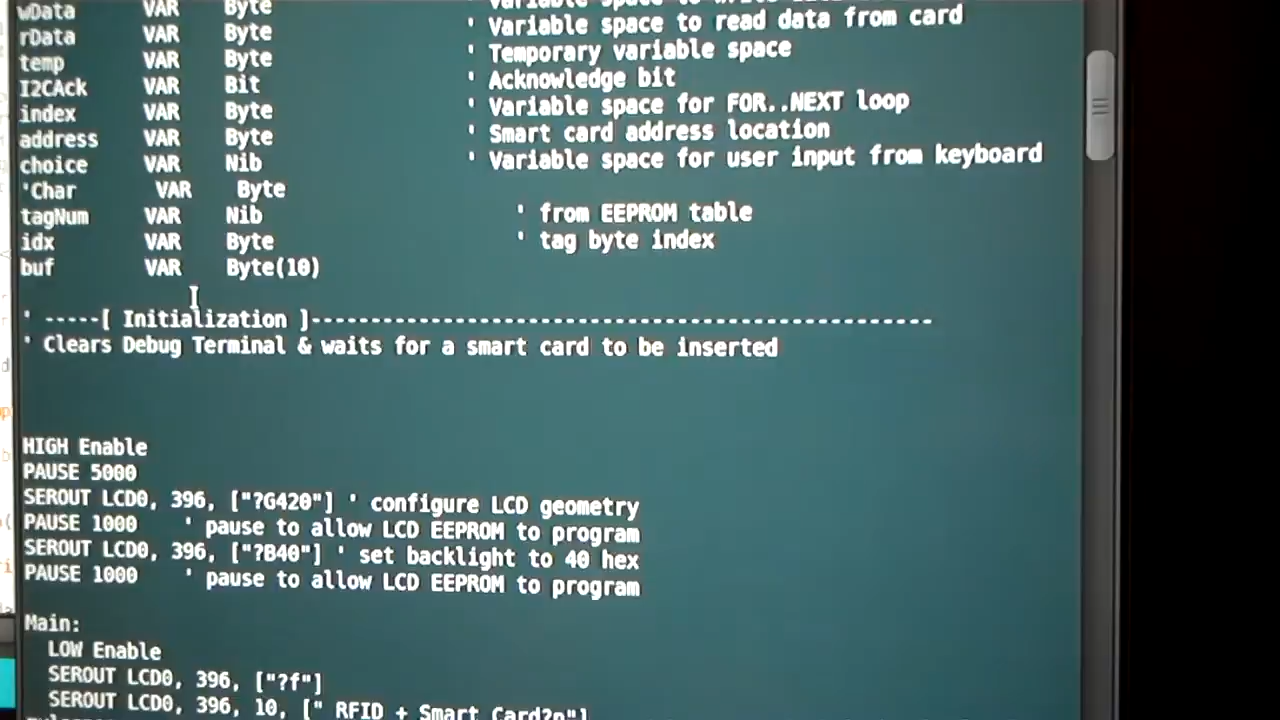 wData VAR Byte ' Variable space to write
rData VAR Byte ' Variable space to read data from card
temp VAR Byte ' Temporary variable space
I2CAck VAR Bit ' Acknowledge bit
index VAR Byte ' Variable space for FOR..NEXT loop
address VAR Byte ' Smart card address location
choice VAR Nib ' Variable space for user input from keyboard
'Char VAR Byte
tagNum VAR Nib ' from EEPROM table
idx VAR Byte ' tag byte index
buf VAR Byte(10)
' -----[ Initialization ]------------------------------------------------------------
' Clears Debug Terminal & waits for a smart card to be inserted
HIGH Enable
PAUSE 5000
SEROUT LCD0, 396, ["?G420"] ' configure LCD geometry
PAUSE 1000 ' pause to allow LCD EEPROM to program
SEROUT LCD0, 396, ["?B40"] ' set backlight to 40 hex
PAUSE 1000 ' pause to allow LCD EEPROM to program
Main:
LOW Enable
SEROUT LCD0, 396, ["?f"]
SEROUT LCD0, 396, 10, [" RFID + Smart Card?n"]